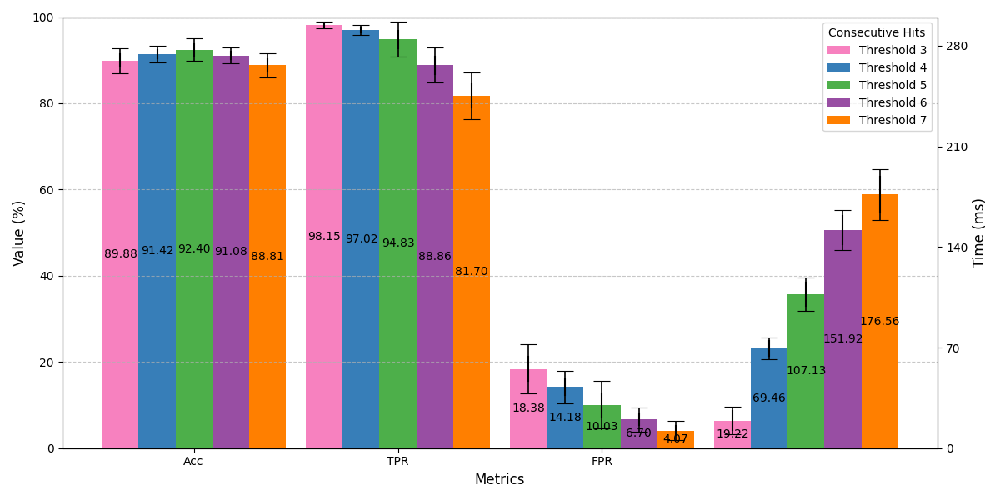 100
80
60
40
20
0
Value (%)
280
210
140
70
0
Time (ms)
Consecutive Hits
Threshold 3
Threshold 4
Threshold 5
Threshold 6
Threshold 7
89.88
91.42
92.40
91.08
88.81
98.15
97.02
94.83
88.86
81.70
18.38
14.18
10.03
6.70
4.07
19.22
69.46
107.13
151.92
176.56
Acc
TPR
FPR
Metrics